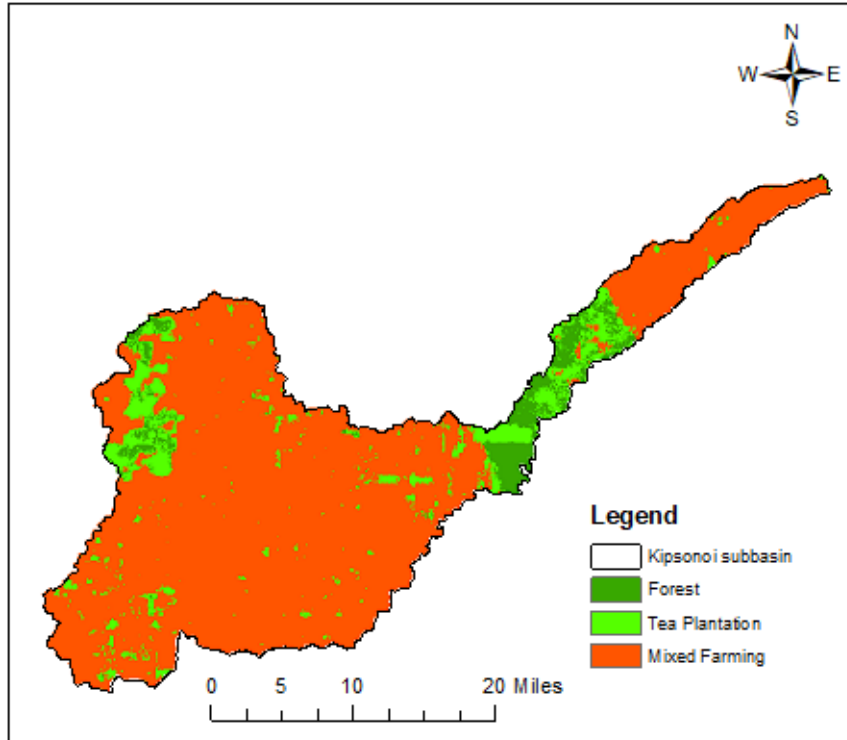 N
W E
S
Legend
Kipsonoi subbasin
Forest
Tea Plantation
Mixed Farming
0 5 10 20 Miles